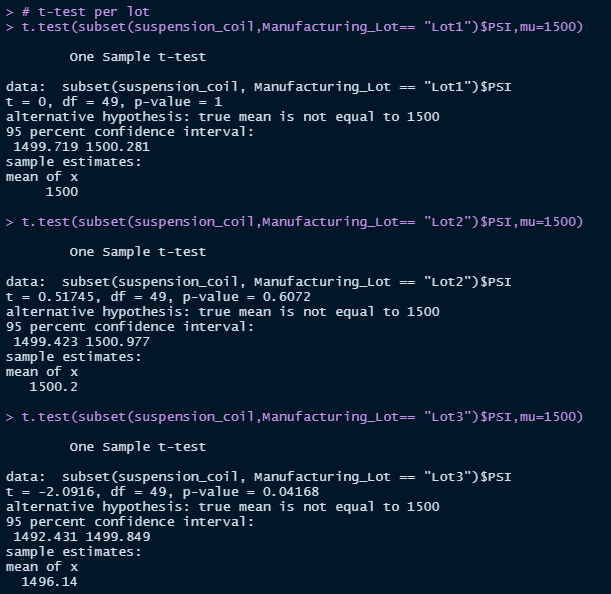 > # t-test per lot
> t.test(subset(suspension_coil,Manufacturing_Lot== "Lot1")$PSI,mu=1500)
One Sample t-test
data:  subset(suspension_coil, Manufacturing_Lot == "Lot1")$PSI
t = 0, df = 49, p-value = 1
alternative hypothesis: true mean is not equal to 1500
95 percent confidence interval:
1499.719 1500.281
sample estimates:
mean of x
1500
> t.test(subset(suspension_coil,Manufacturing_Lot== "Lot2")$PSI,mu=1500)
One Sample t-test
data:  subset(suspension_coil, Manufacturing_Lot == "Lot2")$PSI
t = 0.51745, df = 49, p-value = 0.6072
alternative hypothesis: true mean is not equal to 1500
95 percent confidence interval:
1499.423 1500.977
sample estimates:
mean of x
1500.2
> t.test(subset(suspension_coil,Manufacturing_Lot== "Lot3")$PSI,mu=1500)
One Sample t-test
data:  subset(suspension_coil, Manufacturing_Lot == "Lot3")$PSI
t = -2.0916, df = 49, p-value = 0.04168
alternative hypothesis: true mean is not equal to 1500
95 percent confidence interval:
1492.431 1499.849
sample estimates:
mean of x
1496.14